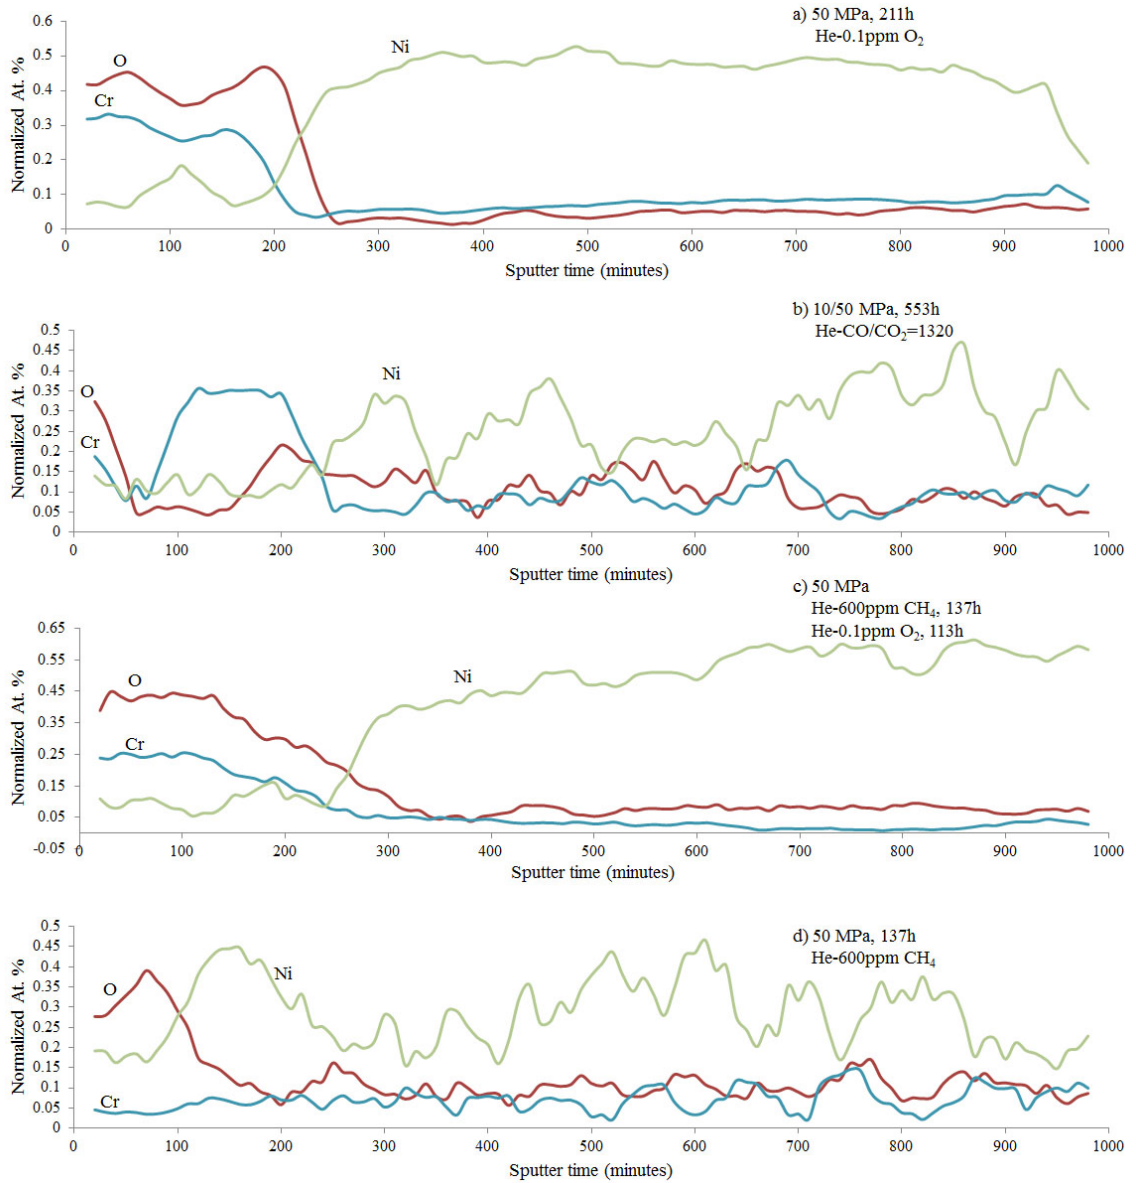 a) 50 MPa, 211h
He-0.1ppm O₂
Normalized At. %
0.6
0.5
0.4
0.3
0.2
0.1
0
O
Cr
Ni
0 100 200 300 400 500 600 700 800 900 1000
Sputter time (minutes)
b) 10/50 MPa, 553h
He-CO/CO₂=1320
Normalized At. %
0.5
0.45
0.4
0.35
0.3
0.25
0.2
0.15
0.1
0.05
0
O
Cr
Ni
0 100 200 300 400 500 600 700 800 900 1000
Sputter time (minutes)
c) 50 MPa
He-600ppm CH₄, 137h
He-0.1ppm O₂, 113h
Normalized At. %
0.65
0.55
0.45
0.35
0.25
0.15
0.05
-0.05
O
Cr
Ni
0 100 200 300 400 500 600 700 800 900 1000
Sputter time (minutes)
d) 50 MPa, 137h
He-600ppm CH₄
Normalized At. %
0.5
0.45
0.4
0.35
0.3
0.25
0.2
0.15
0.1
0.05
0
O
Cr
Ni
0 100 200 300 400 500 600 700 800 900 1000
Sputter time (minutes)